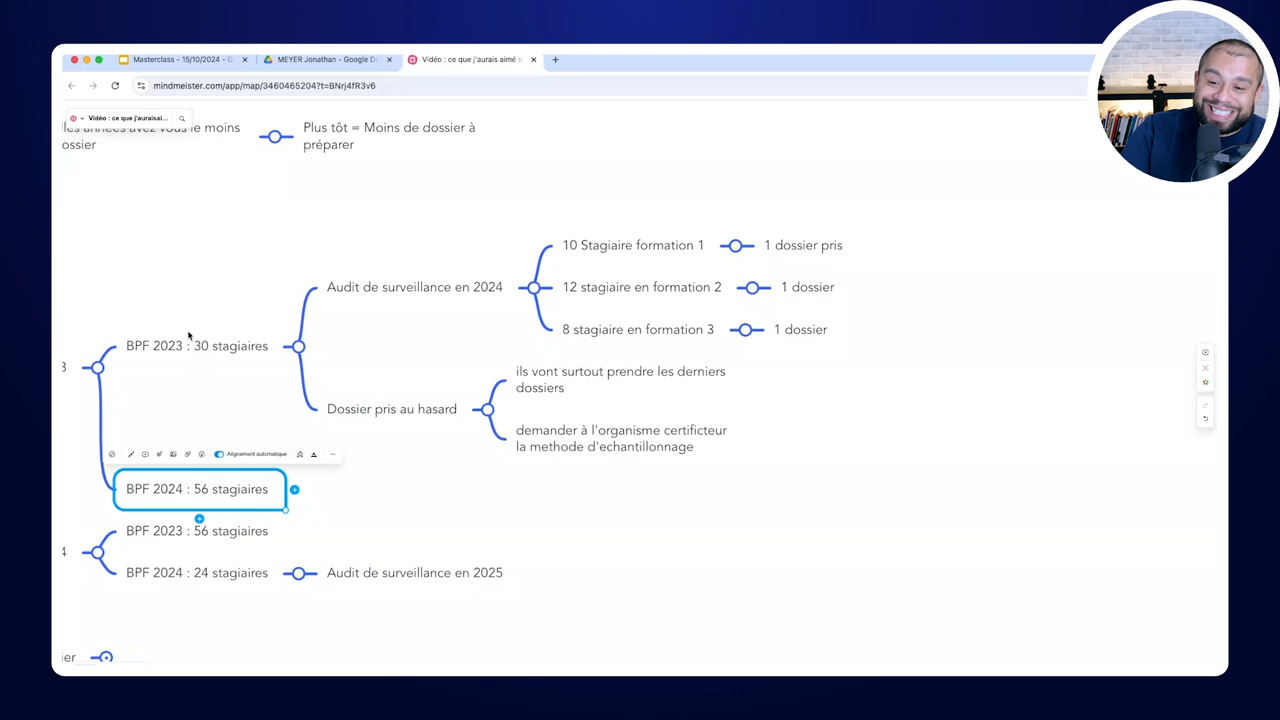 Masterclass - 15/10/2024 - G
MEYER Jonathan - Google D
Vidéo : ce que j'aurais aimé s
mindmeister.com/app/map/3460465204?t=BNrj4fR3v6
Vidéo : ce que j'auraisai...
lles années avez vous le moins
ossier
Plus tôt = Moins de dossier à
préparer
10 Stagiaire formation 1
1 dossier pris
Audit de surveillance en 2024
12 stagiaire en formation 2
1 dossier
8 stagiaire en formation 3
1 dossier
3
BPF 2023 : 30 stagiaires
ils vont surtout prendre les derniers
dossiers
Dossier pris au hasard
demander à l'organisme certificteur
la methode d'echantillonnage
Alignement automatique
BPF 2024 : 56 stagiaires
BPF 2023 : 56 stagiaires
4
BPF 2024 : 24 stagiaires
Audit de surveillance en 2025
ier